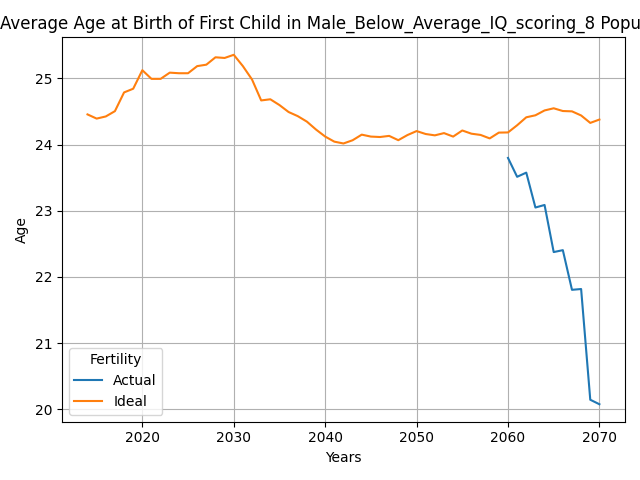 Average Age at Birth of First Child in Male_Below_Average_IQ_scoring_8 Popu
25
24
23
22
21
20
Age
Fertility
Actual
Ideal
2020 2030 2040 2050 2060 2070
Years